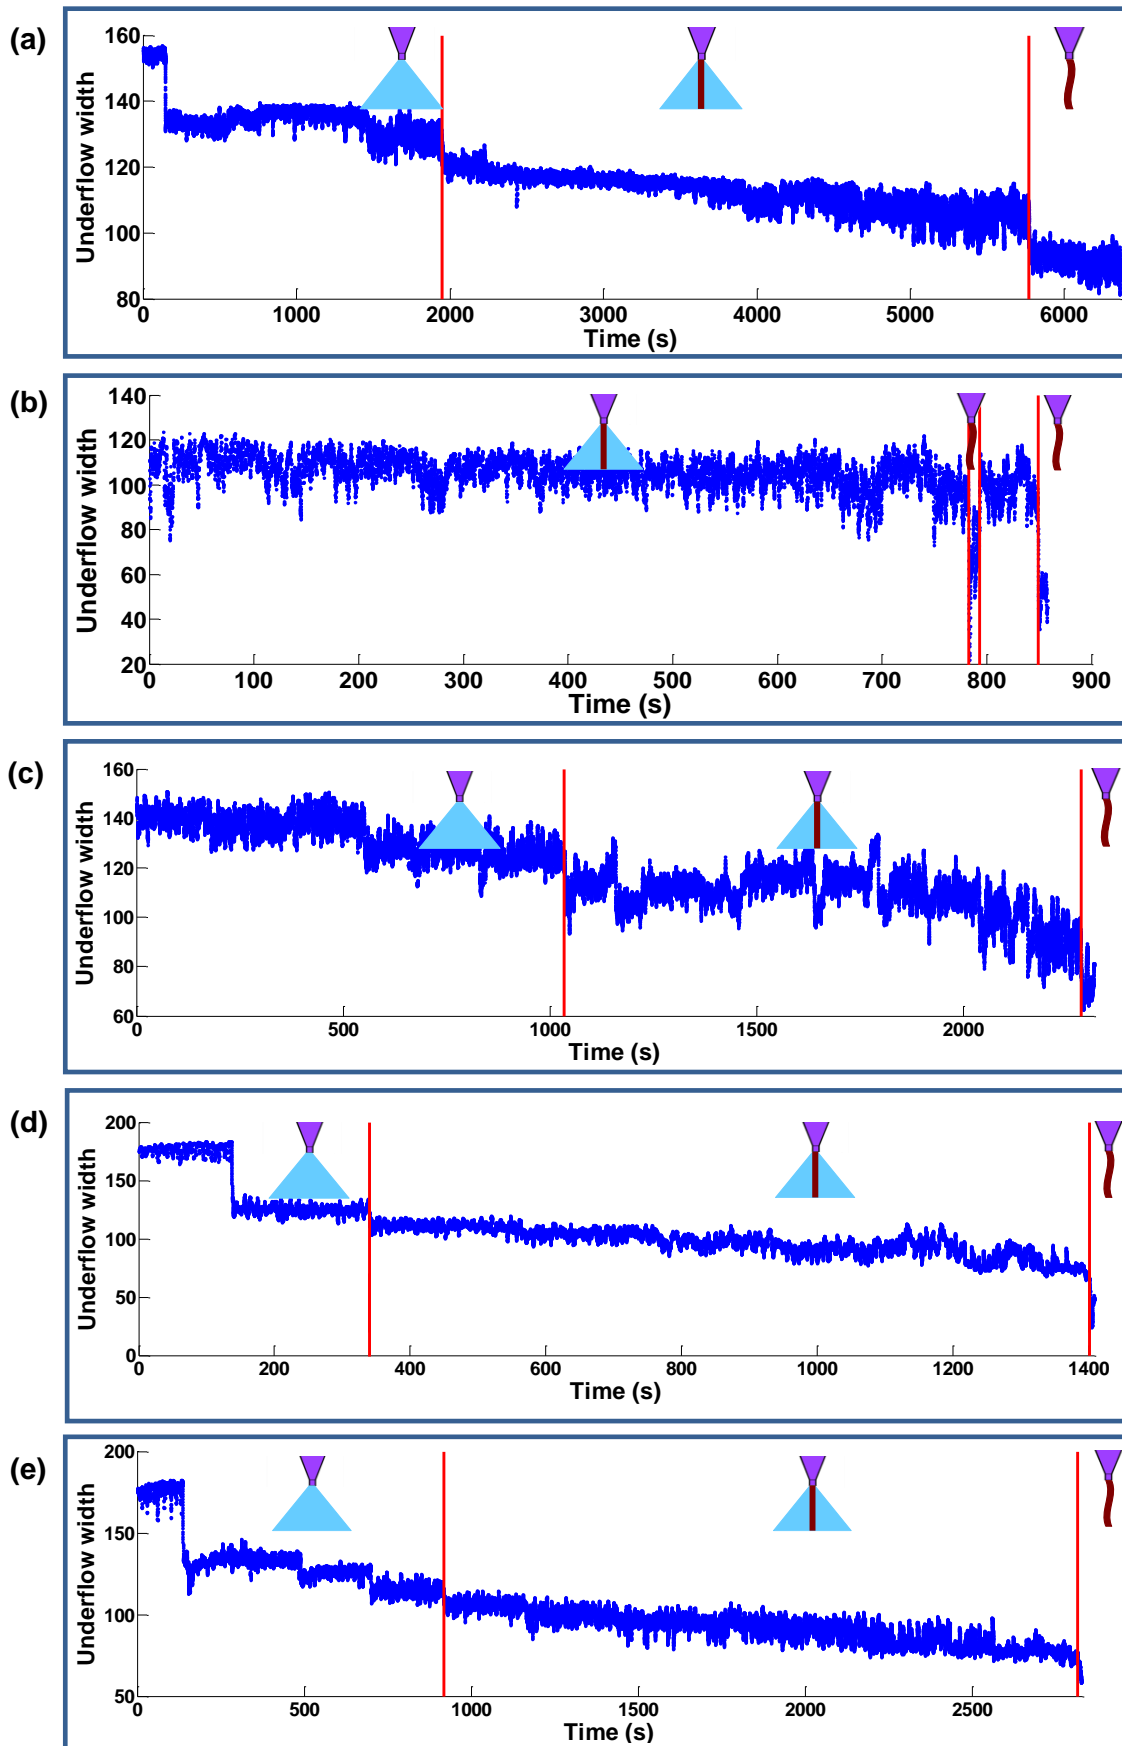 (a)
Underflow width
160
140
120
100
80
0 1000 2000 3000 4000 5000 6000
Time (s)
(b)
Underflow width
140
120
100
80
60
40
20
0 100 200 300 400 500 600 700 800 900
Time (s)
(c)
Underflow width
160
140
120
100
80
60
0 500 1000 1500 2000
Time (s)
(d)
Underflow width
200
150
100
50
0
0 200 400 600 800 1000 1200 1400
Time (s)
(e)
Underflow width
200
150
100
50
0 500 1000 1500 2000 2500
Time (s)